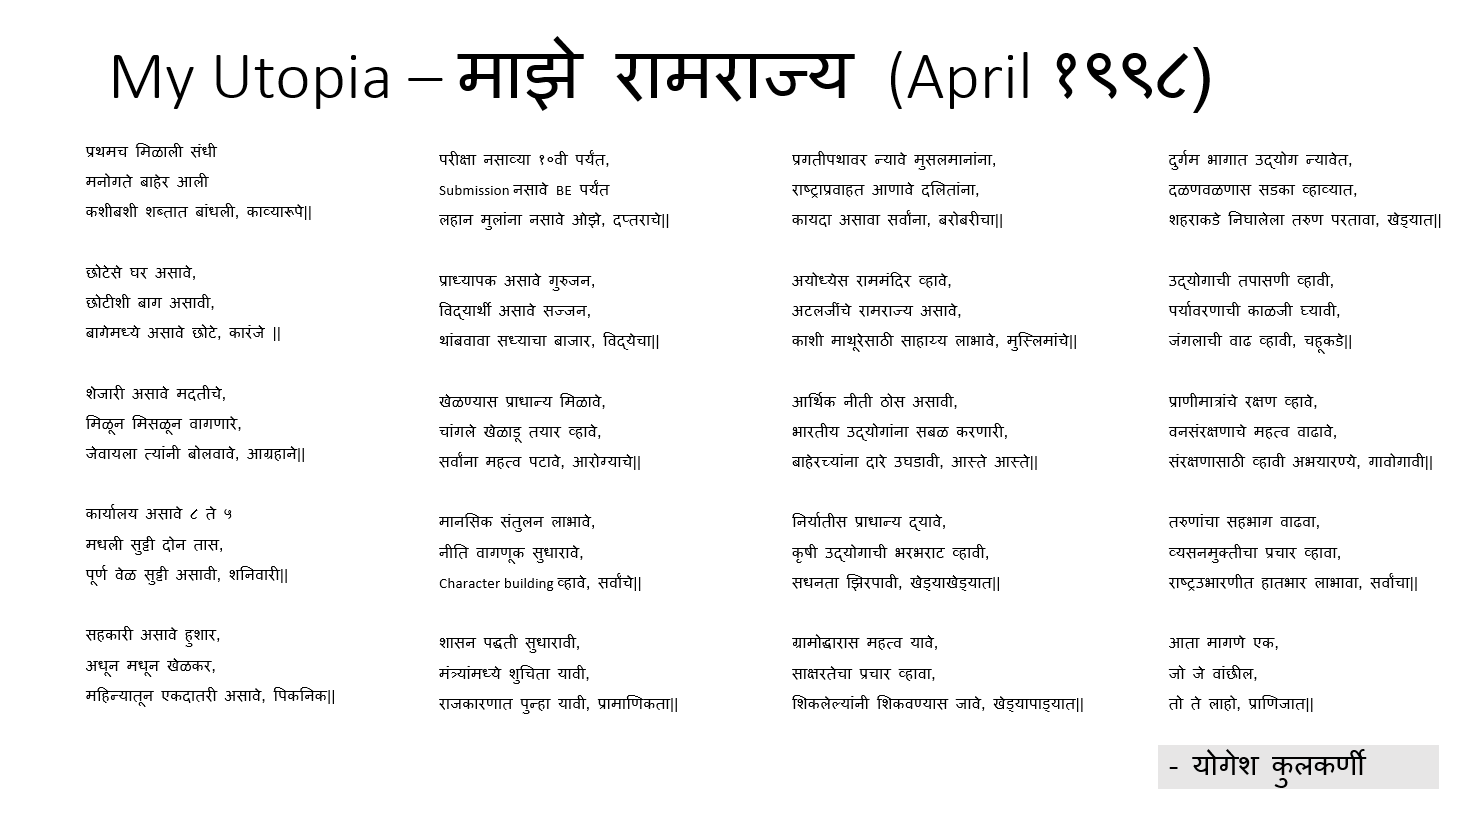 My Utopia – माझे रामराज्य (April १९९८)
प्रथमच मिळाली संधी
मनोगते बाहेर आली
कशीबशी शब्तात बांधली, काव्यारूपे||
छोटेसे घर असावे,
छोटीशी बाग असावी,
बागेमध्ये असावे छोटे, कारंजे ||
शेजारी असावे मदतीचे,
मिळून मिसळून वागणारे,
जेवायला त्यांनी बोलवावे, आग्रहाने||
कार्यालय असावे ८ ते ५
मधली सुट्टी दोन तास,
पूर्ण वेळ सुट्टी असावी, शनिवारी||
सहकारी असावे हुशार,
अधून मधून खेळकर,
महिन्यातून एकदातरी असावे, पिकनिक||
परीक्षा नसाव्या १०वी पर्यंत,
Submission नसावे BE पर्यंत
लहान मुलांना नसावे ओझे, दप्तराचे||
प्राध्यापक असावे गुरुजन,
विद्यार्थी असावे सज्जन,
थांबवावा सध्याचा बाजार, विद्येचा||
खेळण्यास प्राधान्य मिळावे,
चांगले खेळाडू तयार व्हावे,
सर्वांना महत्व पटावे, आरोग्याचे||
मानसिक संतुलन लाभावे,
नीति वागणूक सुधारावे,
Character building व्हावे, सर्वांचे||
शासन पद्धती सुधारावी,
मंत्र्यांमध्ये शुचिता यावी,
राजकारणात पुन्हा यावी, प्रामाणिकता||
प्रगतीपथावर न्यावे मुसलमानांना,
राष्ट्राप्रवाहत आणावे दलितांना,
कायदा असावा सर्वांना, बरोबरीचा||
अयोध्येस राममंदिर व्हावे,
अटलजींचे रामराज्य असावे,
काशी माथूरेसाठी साहाय्य लाभावे, मुस्लिमांचे||
आर्थिक नीती ठोस असावी,
भारतीय उद्योगांना सबळ करणारी,
बाहेरच्यांना दारे उघडावी, आस्ते आस्ते||
निर्यातीस प्राधान्य द्यावे,
कृषी उद्योगाची भरभराट व्हावी,
सधनता झिरपावी, खेड्याखेड्यात||
ग्रामोद्धारास महत्व यावे,
साक्षरतेचा प्रचार व्हावा,
शिकलेल्यांनी शिकवण्यास जावे, खेड्यापाड्यात||
दुर्गम भागात उद्योग न्यावेत,
दळणवळणास सडका व्हाव्यात,
शहराकडे निघालेला तरुण परतावा, खेड्यात||
उद्योगाची तपासणी व्हावी,
पर्यावरणाची काळजी घ्यावी,
जंगलाची वाढ व्हावी, चहूकडे||
प्राणीमात्रांचे रक्षण व्हावे,
वनसंरक्षणाचे महत्व वाढावे,
संरक्षणासाठी व्हावी अभयारण्ये, गावोगावी||
तरुणांचा सहभाग वाढवा,
व्यसनमुक्तीचा प्रचार व्हावा,
राष्ट्रउभारणीत हातभार लाभावा, सर्वांचा||
आता मागणे एक,
जो जे वांछील,
तो ते लाहो, प्राणिजात||
- योगेश कुलकर्णी